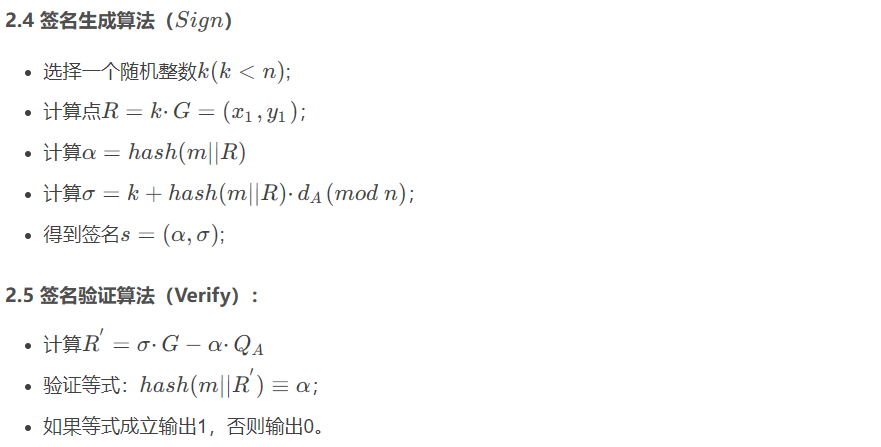 2.4 签名生成算法（Sign）
• 选择一个随机整数k(k < n)；
• 计算点R = k·G = (x₁, y₁)；
• 计算α = hash(m||R)
• 计算σ = k + hash(m||R)·d_A(mod n)；
• 得到签名s = (α, σ)；
2.5 签名验证算法（Verify）：
• 计算R′ = σ·G − α·Q_A
• 验证等式：hash(m||R′) ≡ α；
• 如果等式成立输出1，否则输出0。